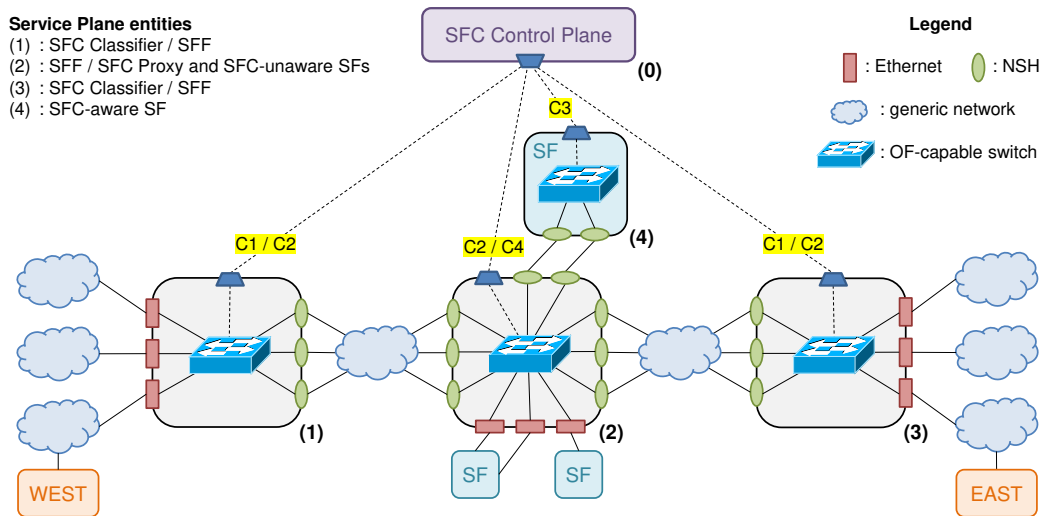 Service Plane entities
(1) : SFC Classifier / SFF
(2) : SFF / SFC Proxy and SFC-unaware SFs
(3) : SFC Classifier / SFF
(4) : SFC-aware SF
SFC Control Plane
(0)
Legend
: Ethernet
: NSH
: generic network
: OF-capable switch
C3
SF
(4)
C1 / C2
C2 / C4
C1 / C2
(1)
(2)
(3)
SF
SF
WEST
EAST